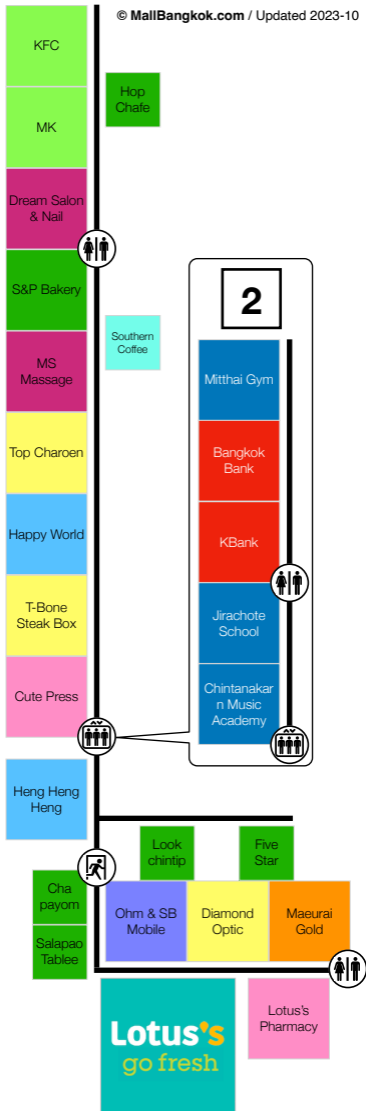 © MallBangkok.com / Updated 2023-10
KFC
Hop
Chafe
MK
Dream Salon
& Nail
S&P Bakery
2
Southern
Coffee
MS
Massage
Mitthai Gym
Top Charoen
Bangkok
Bank
Happy World
KBank
T-Bone
Steak Box
Jirachote
School
Cute Press
Chintanakar
n Music
Academy
Heng Heng
Heng
Look
chintip
Five
Star
Cha
payom
Ohm & SB
Mobile
Diamond
Optic
Maeurai
Gold
Salapao
Tablee
Lotus's
go fresh
Lotus's
Pharmacy